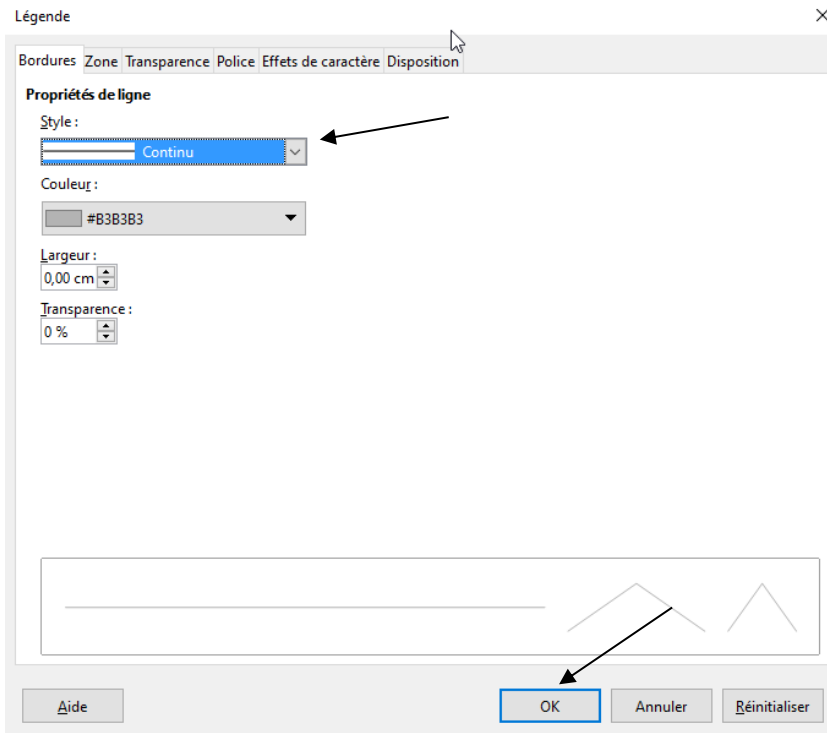 Légende
Bordures Zone Transparence Police Effets de caractère Disposition
Propriétés de ligne
Style :
Continu
Couleur :
#B3B3B3
Largeur :
0,00 cm
Transparence :
0 %
Aide OK Annuler Réinitialiser